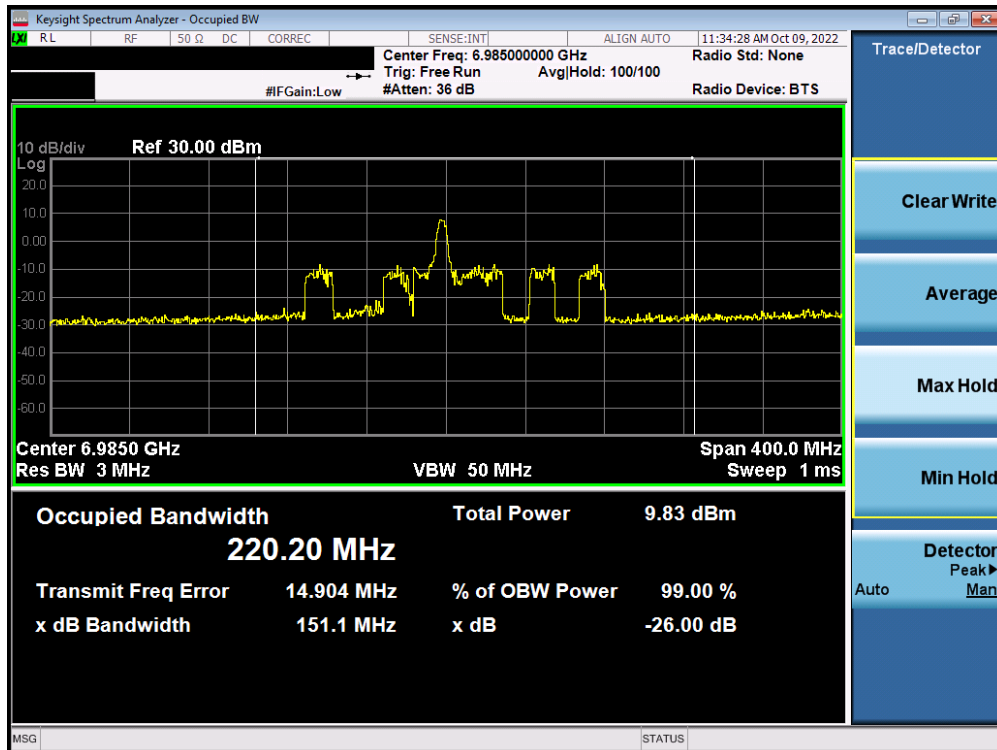 Keysight Spectrum Analyzer - Occupied BW
LXI RL RF 50 Ω DC CORREC SENSE:INT ALIGN AUTO 11:34:28 AM Oct 09, 2022
Center Freq: 6.985000000 GHz Radio Std: None
Trig: Free Run Avg|Hold: 100/100
#IFGain:Low #Atten: 36 dB Radio Device: BTS
Trace/Detector
10 dB/div Ref 30.00 dBm
Log
20.0
10.0
0.00
-10.0
-20.0
-30.0
-40.0
-50.0
-60.0
Center 6.9850 GHz Span 400.0 MHz
Res BW 3 MHz VBW 50 MHz Sweep 1 ms
Occupied Bandwidth Total Power 9.83 dBm
220.20 MHz
Transmit Freq Error 14.904 MHz % of OBW Power 99.00 %
x dB Bandwidth 151.1 MHz x dB -26.00 dB
Clear Write
Average
Max Hold
Min Hold
Detector
Peak▶
Auto Man
MSG STATUS